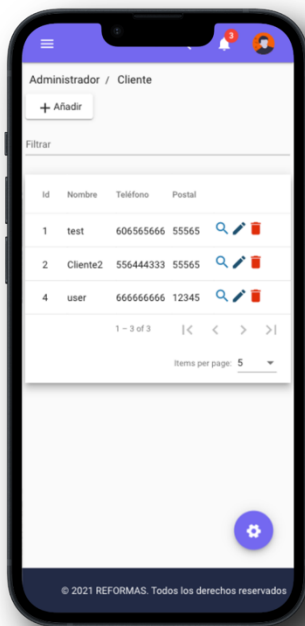 3
Administrador / Cliente
+ Añadir
Filtrar
Id Nombre Teléfono Postal
1 test 606565666 55565
2 Cliente2 556444333 55565
4 user 666666666 12345
1 – 3 of 3
Items per page: 5
© 2021 REFORMAS. Todos los derechos reservados